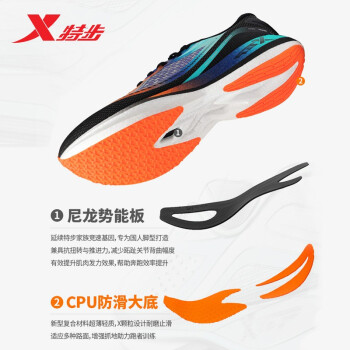 特步
❶尼龙势能板
延续特步家族竞速基因，专为国人脚型打造
兼具抗扭转与推进力，减少跖趾关节背曲幅度
有效提升肌肉发力效果，帮助奔跑效率提升
❷CPU防滑大底
新型复合材料超薄轻质，X颗粒设计耐磨止滑
适应多种路面，增强抓地助力跑者训练